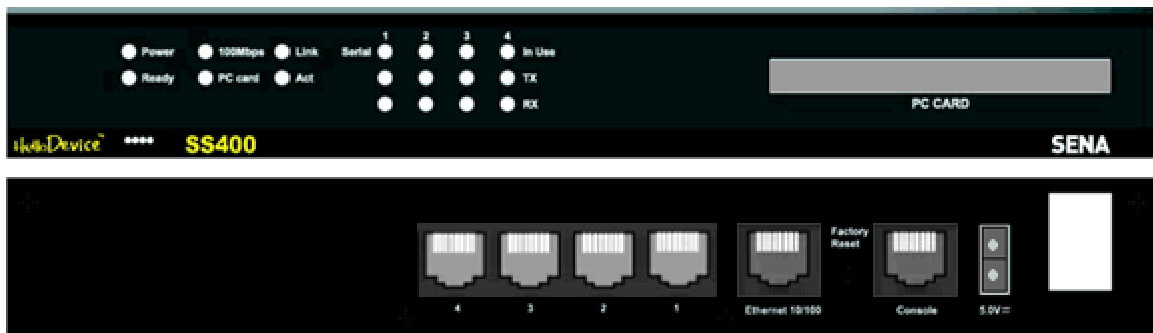 1 2 3 4
Power 100Mbps Link Serial In Use
Ready PC card Act TX
RX
PC CARD
HelloDevice™ SS400 SENA
Factory
Reset
4 3 2 1 Ethernet 10/100 Console 5.0V⎓